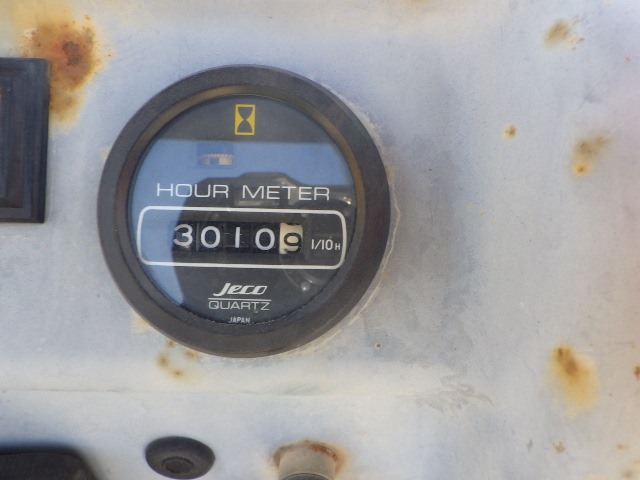 HOUR METER
30109 1/10H
Jeco
QUARTZ
JAPAN